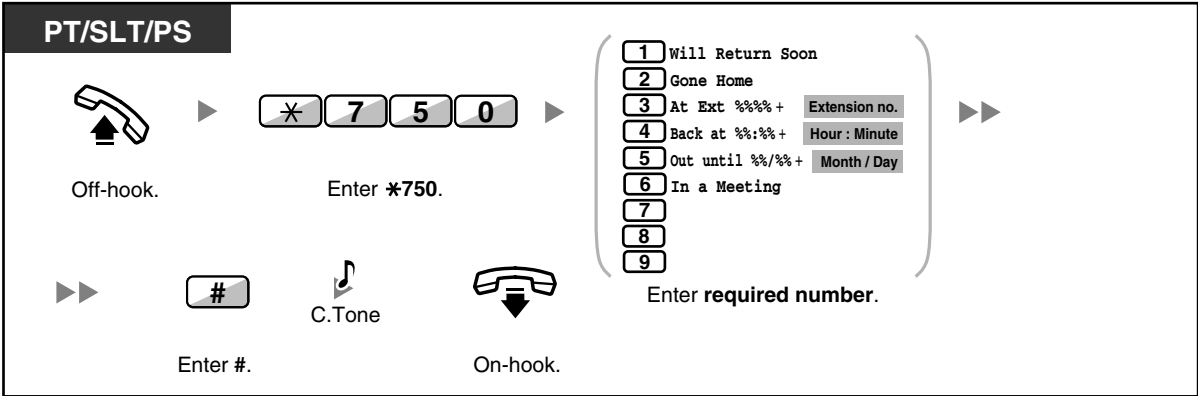 PT/SLT/PS
1 Will Return Soon
2 Gone Home
3 At Ext %%%% + Extension no.
4 Back at %%:%% + Hour : Minute
5 Out until %%/%% + Month / Day
6 In a Meeting
7
8
9
* 7 5 0
Off-hook.
Enter *750.
Enter required number.
#
C.Tone
Enter #.
On-hook.